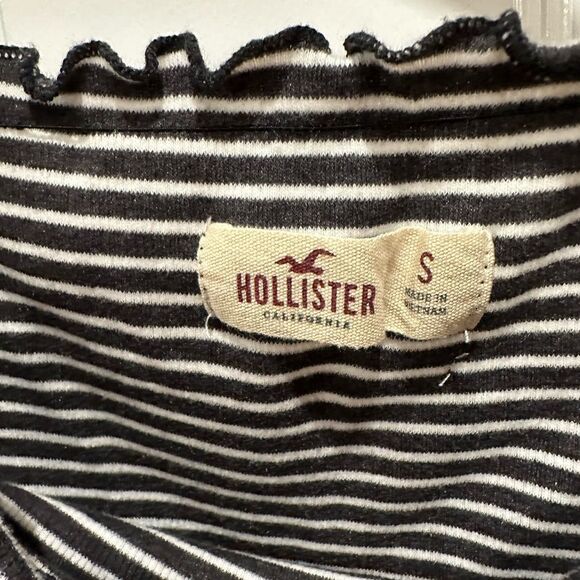 HOLLISTER
CALIFORNIA
S
MADE IN
VIETNAM